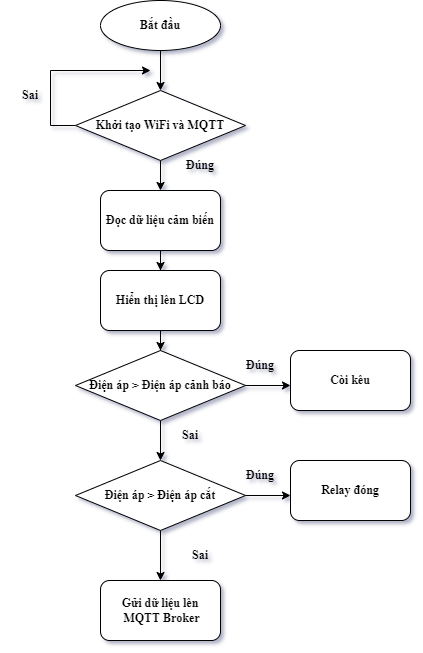 Bắt đầu
Sai
Khởi tạo WiFi và MQTT
Đúng
Đọc dữ liệu cảm biến
Hiển thị lên LCD
Điện áp > Điện áp cảnh báo
Đúng
Còi kêu
Sai
Điện áp > Điện áp cắt
Đúng
Relay đóng
Sai
Gửi dữ liệu lên
MQTT Broker